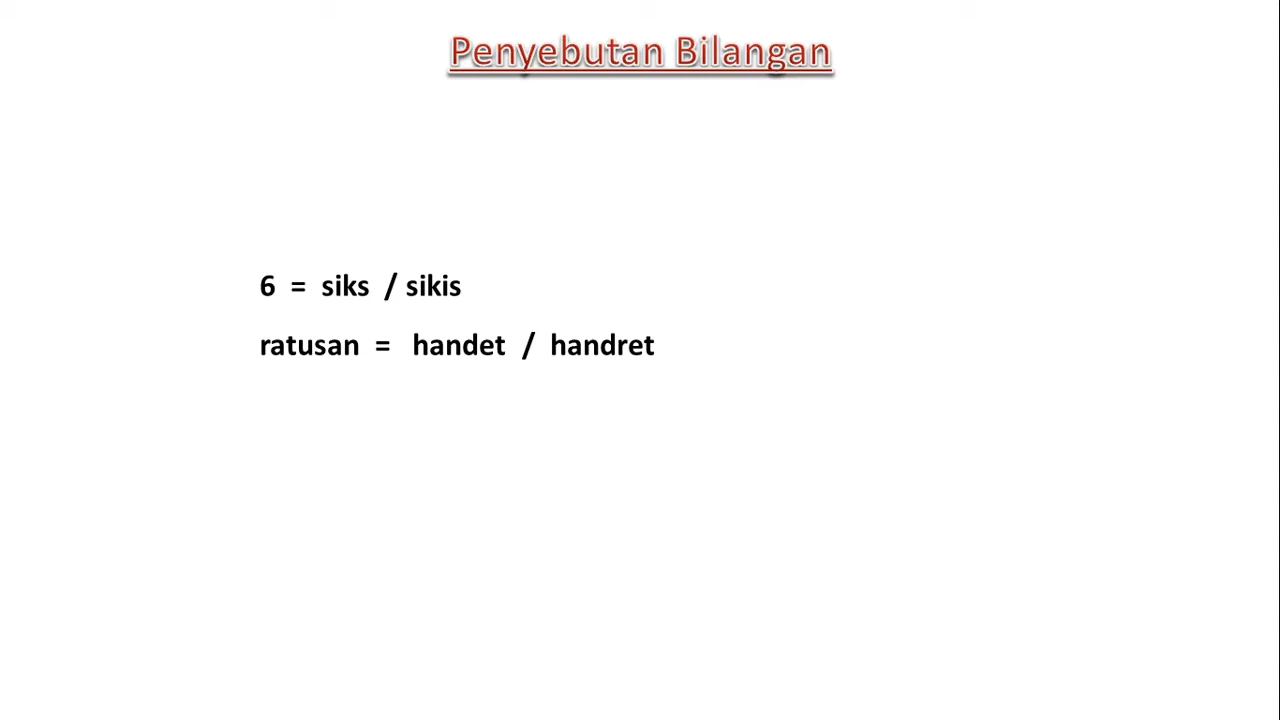 Penyebutan Bilangan
6 = siks / sikis
ratusan = handet / handret